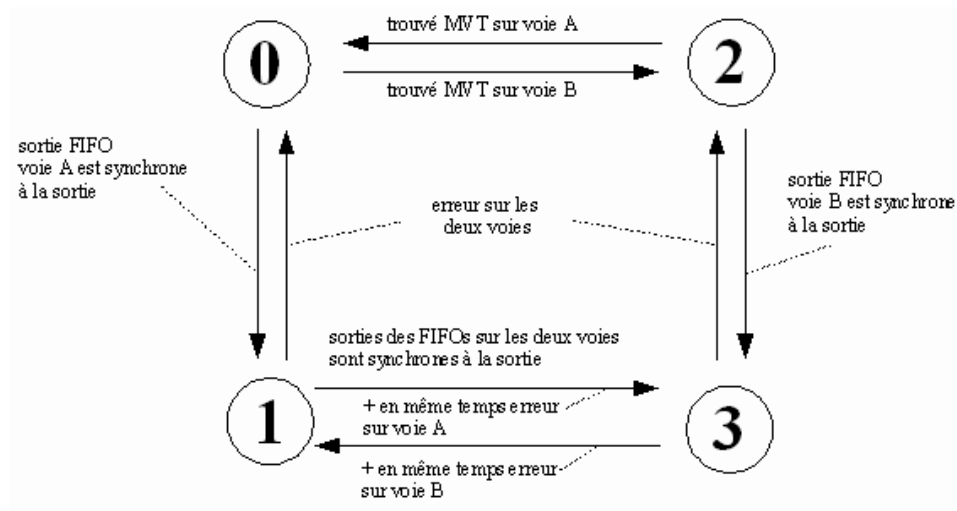 trouvé MVT sur voie A
0
2
trouvé MVT sur voie B
sortie FIFO
voie A est synchrone
à la sortie
sortie FIFO
voie B est synchrone
à la sortie
erreur sur les
deux voies
sorties des FIFOs sur les deux voies
sont synchrones à la sortie
1
3
+ en même temps erreur
sur voie A
+ en même temps erreur
sur voie B